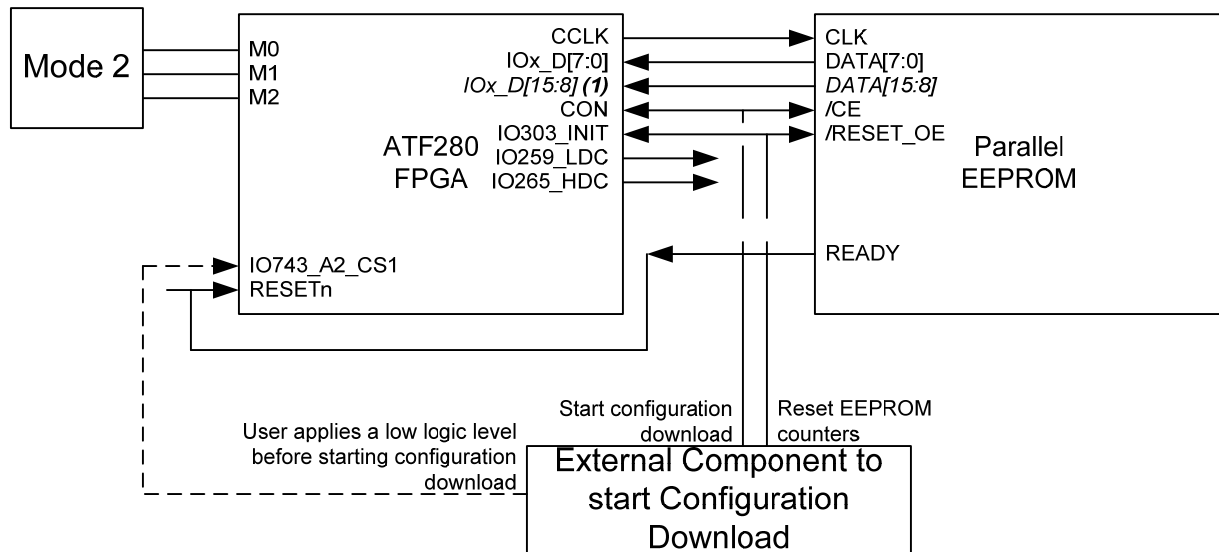 Mode 2
M0
M1
M2
ATF280
FPGA
CCLK
IOx_D[7:0]
IOx_D[15:8] (1)
CON
IO303_INIT
IO259_LDC
IO265_HDC
IO743_A2_CS1
RESETn
CLK
DATA[7:0]
DATA[15:8]
/CE
/RESET_OE
READY
Parallel
EEPROM
User applies a low logic level
before starting configuration
download
Start configuration
download
Reset EEPROM
counters
External Component to
start Configuration
Download